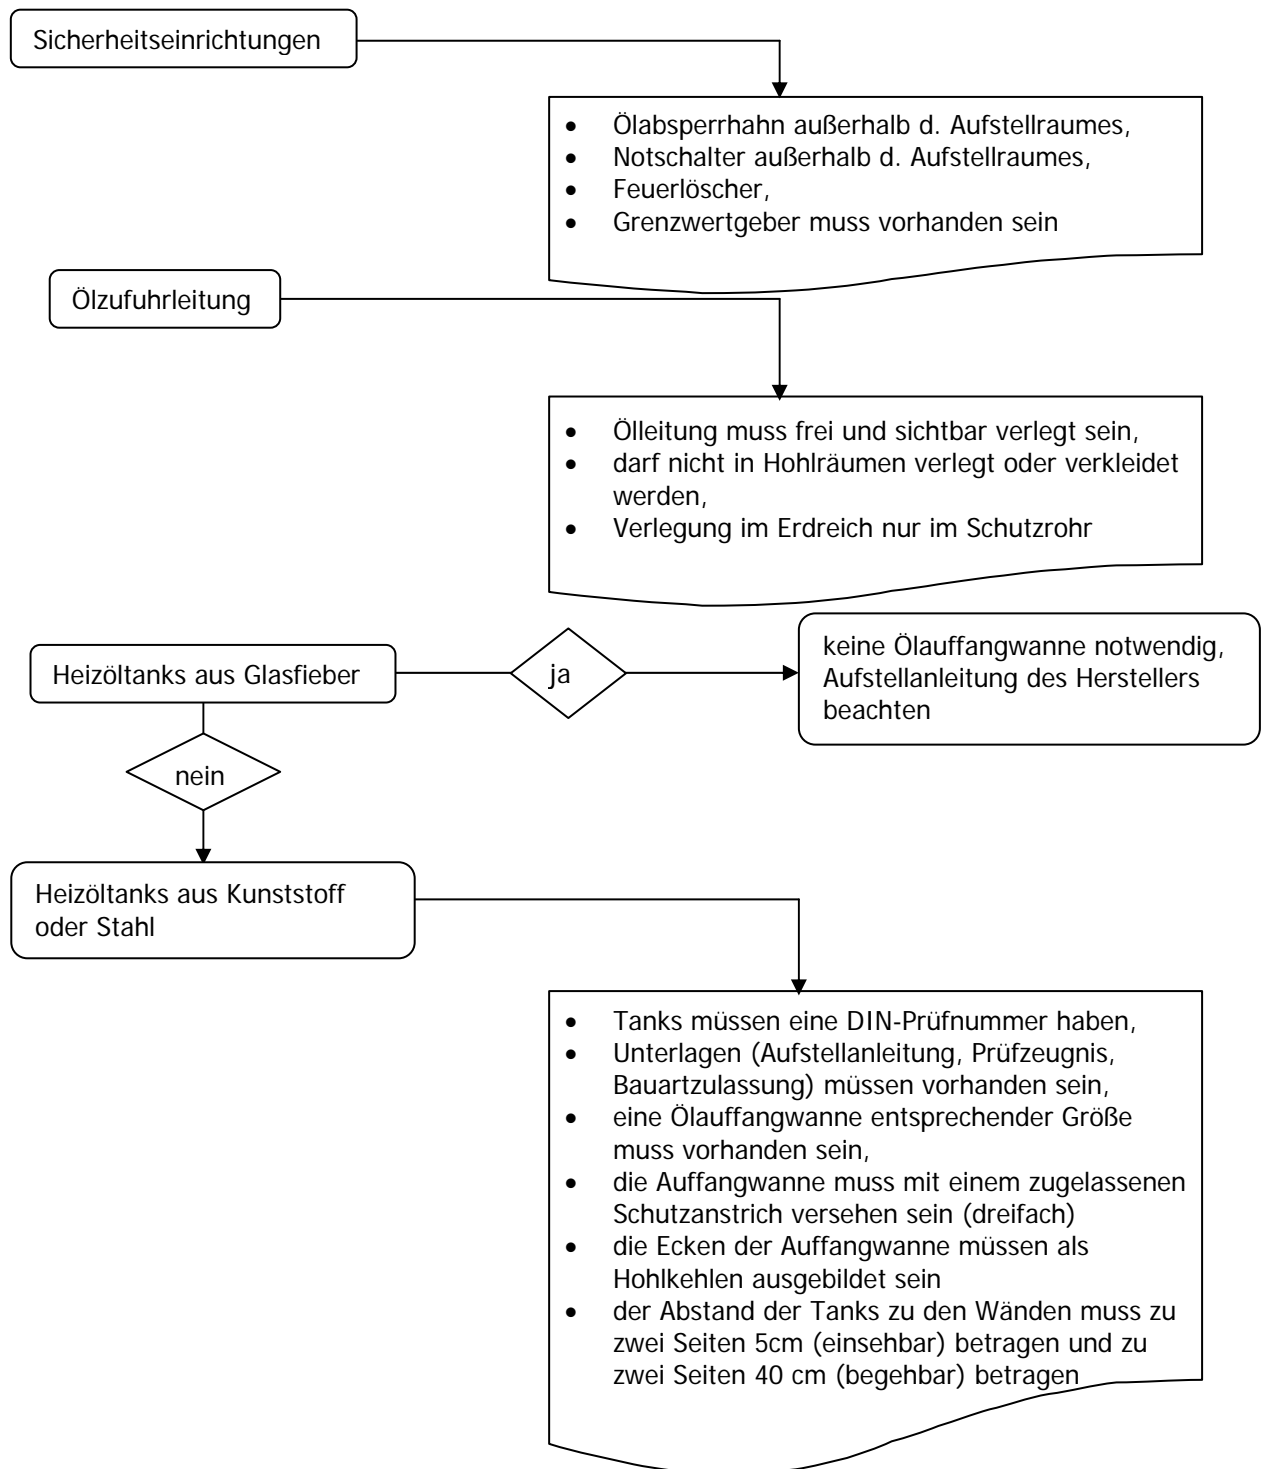 Sicherheitseinrichtungen
• Ölabsperrhahn außerhalb d. Aufstellraumes,
• Notschalter außerhalb d. Aufstellraumes,
• Feuerlöscher,
• Grenzwertgeber muss vorhanden sein
Ölzufuhrleitung
• Ölleitung muss frei und sichtbar verlegt sein,
• darf nicht in Hohlräumen verlegt oder verkleidet
werden,
• Verlegung im Erdreich nur im Schutzrohr
Heizöltanks aus Glasfieber
ja
keine Ölauffangwanne notwendig,
Aufstellanleitung des Herstellers
beachten
nein
Heizöltanks aus Kunststoff
oder Stahl
• Tanks müssen eine DIN-Prüfnummer haben,
• Unterlagen (Aufstellanleitung, Prüfzeugnis,
Bauartzulassung) müssen vorhanden sein,
• eine Ölauffangwanne entsprechender Größe
muss vorhanden sein,
• die Auffangwanne muss mit einem zugelassenen
Schutzanstrich versehen sein (dreifach)
• die Ecken der Auffangwanne müssen als
Hohlkehlen ausgebildet sein
• der Abstand der Tanks zu den Wänden muss zu
zwei Seiten 5cm (einsehbar) betragen und zu
zwei Seiten 40 cm (begehbar) betragen